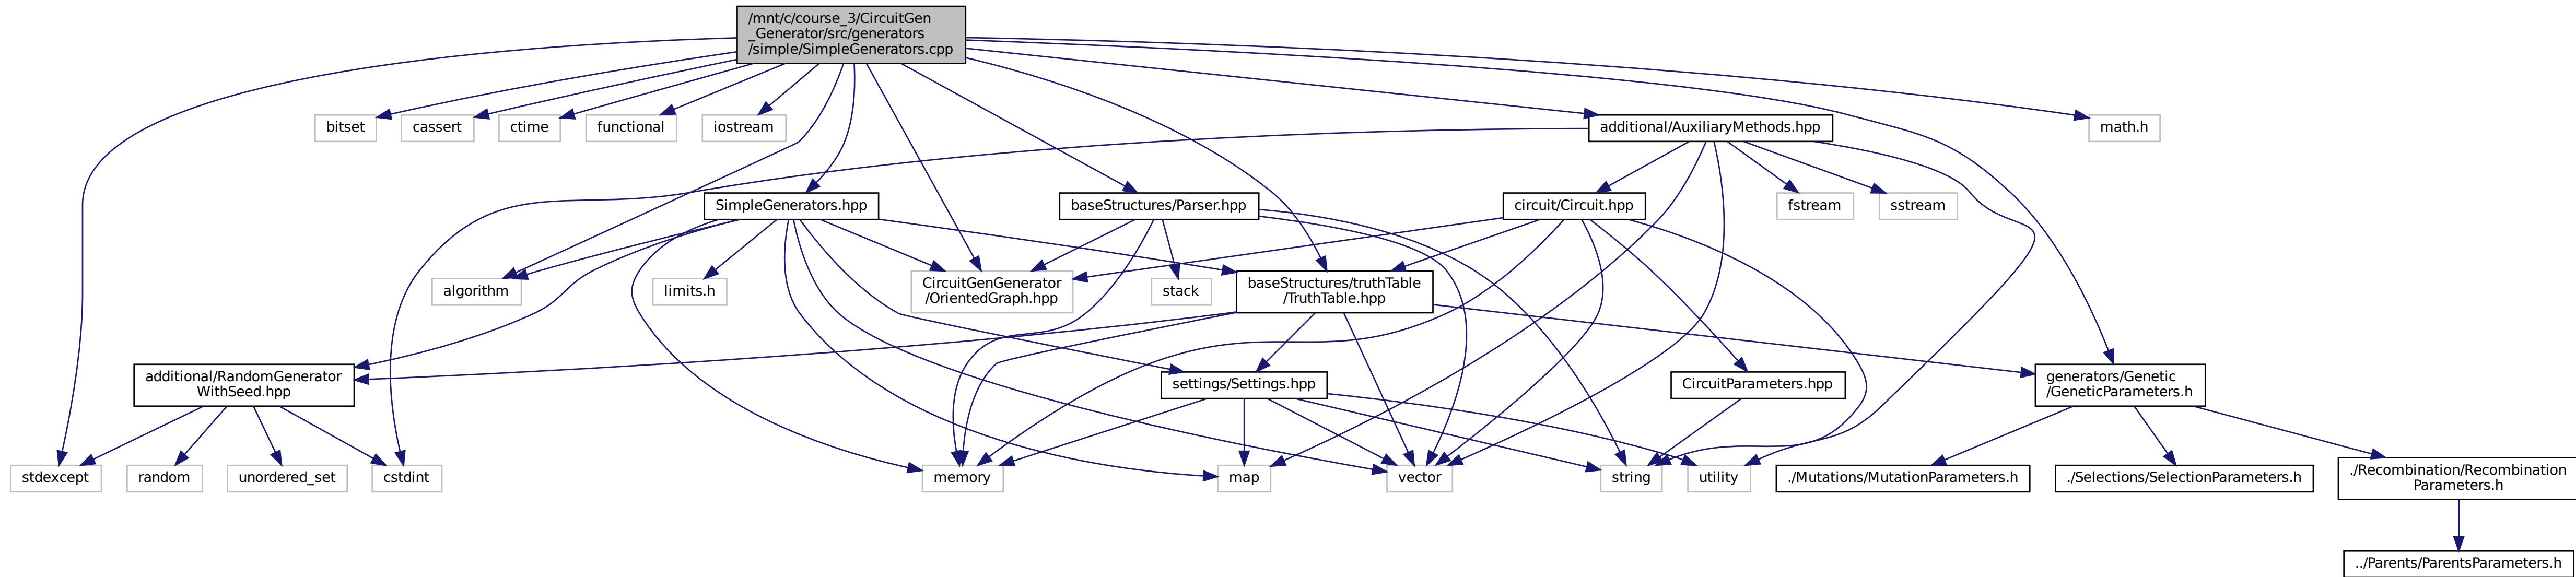 /mnt/c/course_3/CircuitGen
_Generator/src/generators
/simple/SimpleGenerators.cpp
bitset
cassert
ctime
functional
iostream
additional/AuxiliaryMethods.hpp
math.h
SimpleGenerators.hpp
baseStructures/Parser.hpp
circuit/Circuit.hpp
fstream
sstream
algorithm
limits.h
CircuitGenGenerator
/OrientedGraph.hpp
stack
baseStructures/truthTable
/TruthTable.hpp
additional/RandomGenerator
WithSeed.hpp
settings/Settings.hpp
CircuitParameters.hpp
generators/Genetic
/GeneticParameters.h
stdexcept
random
unordered_set
cstdint
memory
map
vector
string
utility
./Mutations/MutationParameters.h
./Selections/SelectionParameters.h
./Recombination/Recombination
Parameters.h
../Parents/ParentsParameters.h